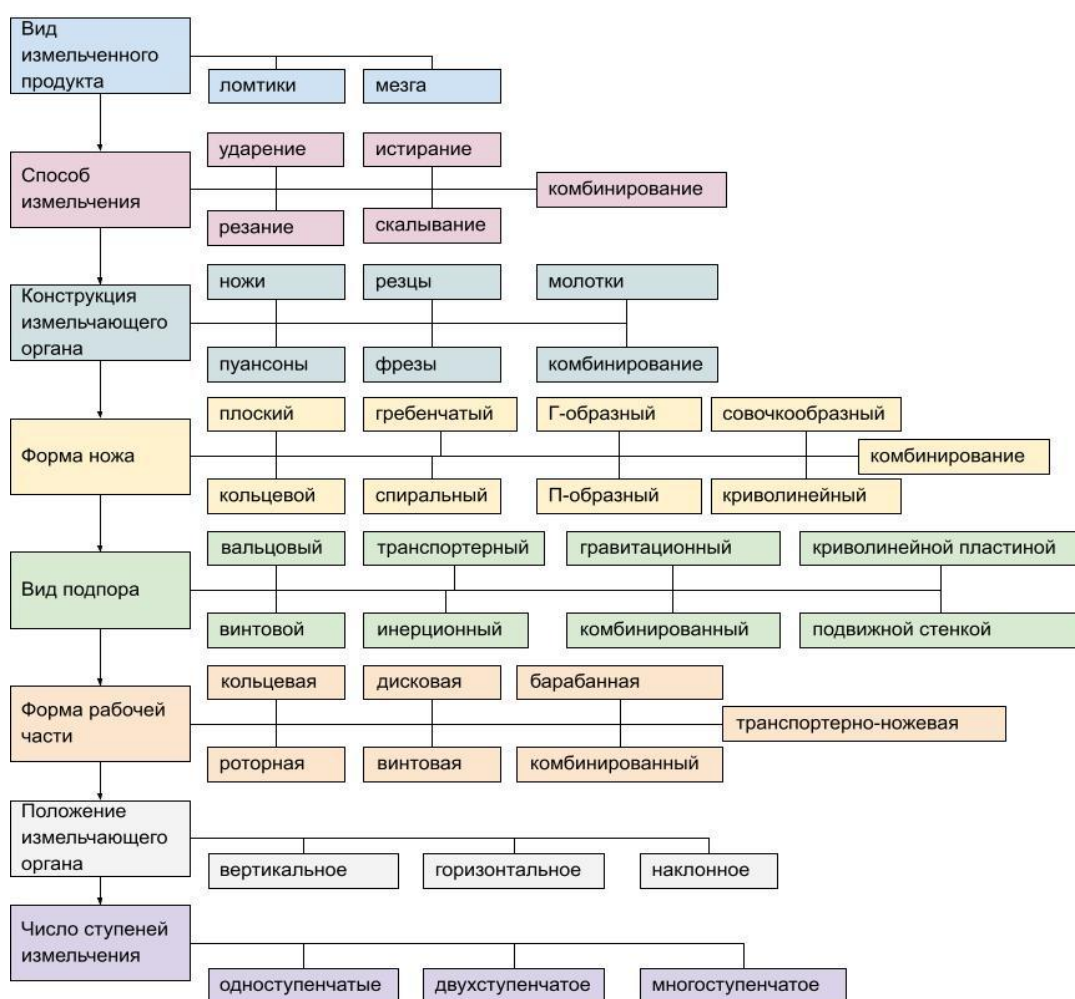 Вид
измельченного
продукта
ломтики
мезга
ударение
истирание
Способ
измельчения
комбинирование
резание
скалывание
ножи
резцы
молотки
Конструкция
измельчающего
органа
пуансоны
фрезы
комбинирование
плоский
гребенчатый
Г-образный
совочкообразный
Форма ножа
комбинирование
кольцевой
спиральный
П-образный
криволинейный
вальцовый
транспортерный
гравитационный
криволинейной пластиной
Вид подпора
винтовой
инерционный
комбинированный
подвижной стенкой
кольцевая
дисковая
барабанная
Форма рабочей
части
транспортерно-ножевая
роторная
винтовая
комбинированный
Положение
измельчающего
органа
вертикальное
горизонтальное
наклонное
Число ступеней
измельчения
одноступенчатые
двухступенчатое
многоступенчатое